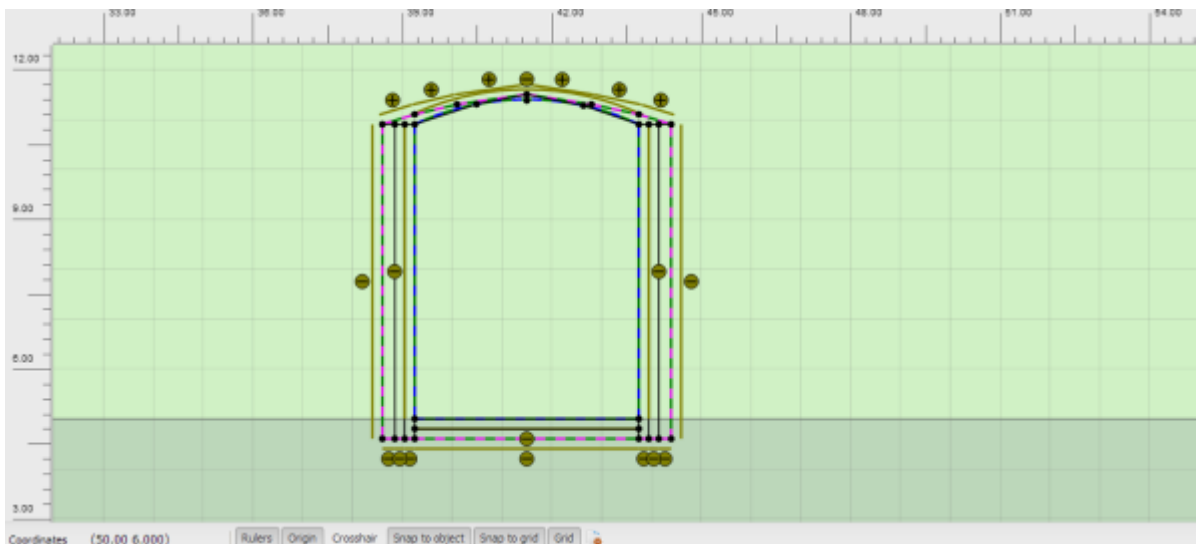 33.00 36.00 39.00 42.00 45.00 48.00 51.00 54.00
12.00
9.00
6.00
3.00
Coordinates (50.00 6.000) Rulers Origin Crosshair Snap to object Snap to grid Grid